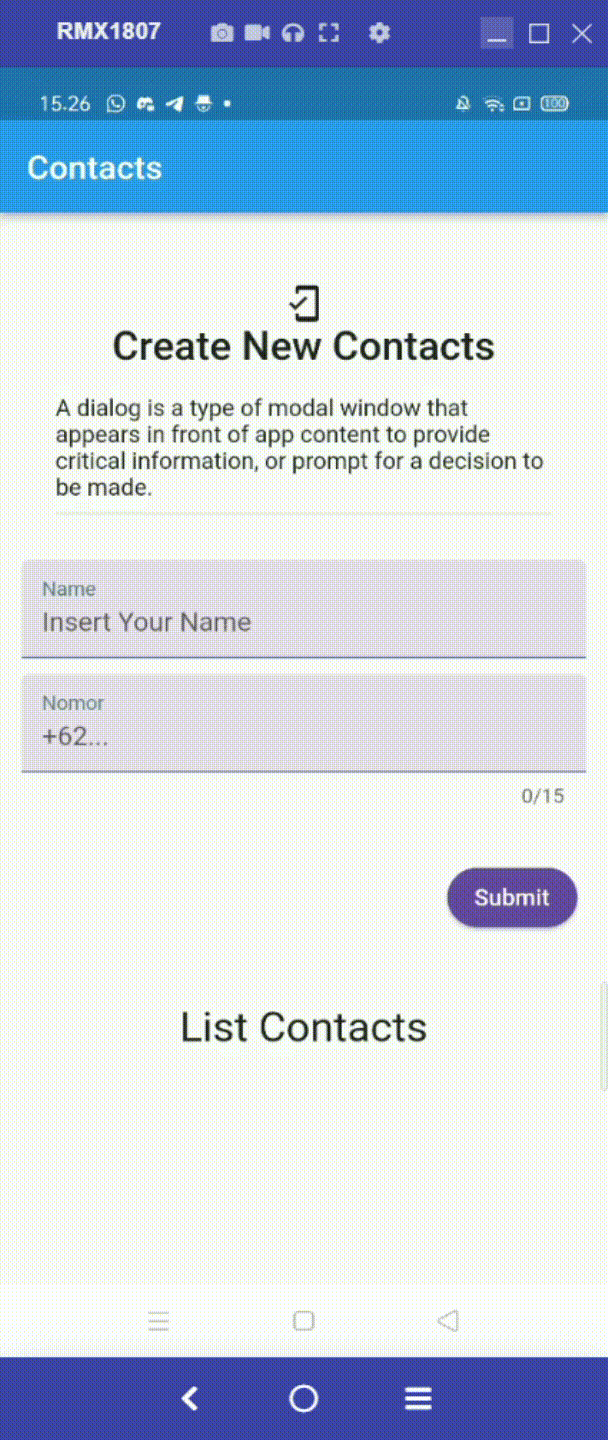 RMX1807
15.26
100
Contacts
Create New Contacts
A dialog is a type of modal window that
appears in front of app content to provide
critical information, or prompt for a decision to
be made.
Name
Insert Your Name
Nomor
+62...
0/15
Submit
List Contacts